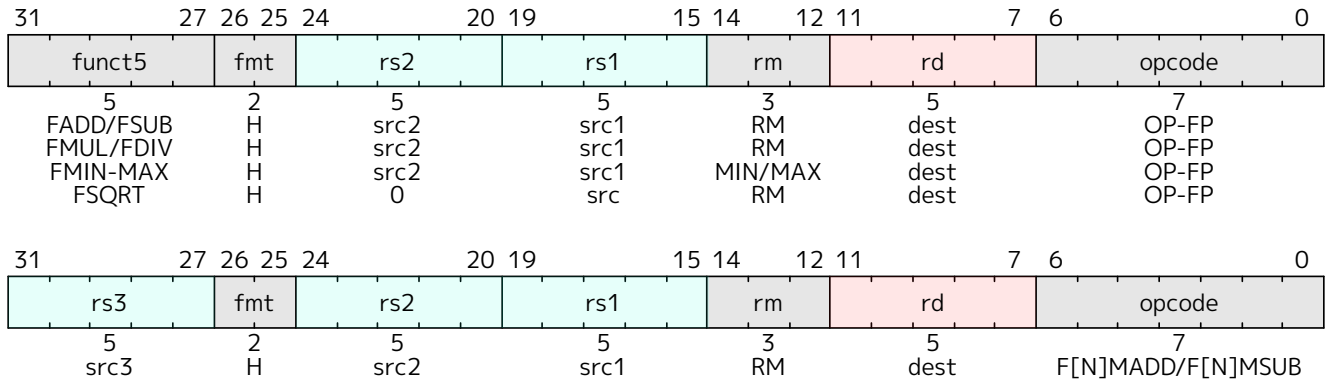 31 27 26 25 24 20 19 15 14 12 11 7 6 0
funct5 fmt rs2 rs1 rm rd opcode
5 2 5 5 3 5 7
FADD/FSUB H src2 src1 RM dest OP-FP
FMUL/FDIV H src2 src1 RM dest OP-FP
FMIN-MAX H src2 src1 MIN/MAX dest OP-FP
FSQRT H 0 src RM dest OP-FP
31 27 26 25 24 20 19 15 14 12 11 7 6 0
rs3 fmt rs2 rs1 rm rd opcode
5 2 5 5 3 5 7
src3 H src2 src1 RM dest F[N]MADD/F[N]MSUB